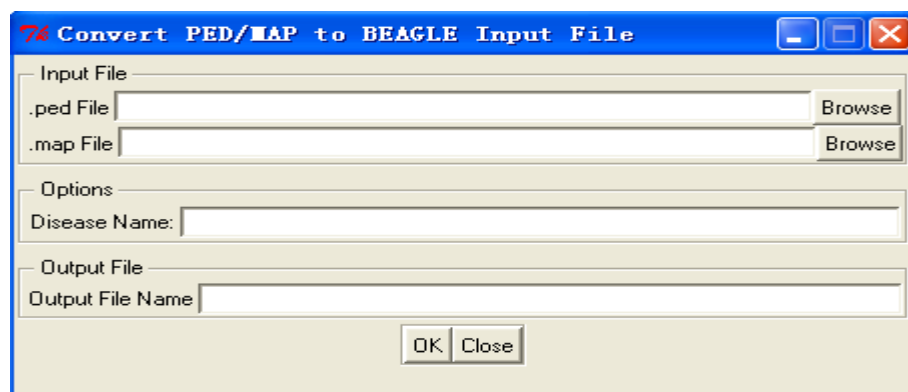 Convert PED/MAP to BEAGLE Input File
Input File
.ped File Browse
.map File Browse
Options
Disease Name:
Output File
Output File Name
OK Close